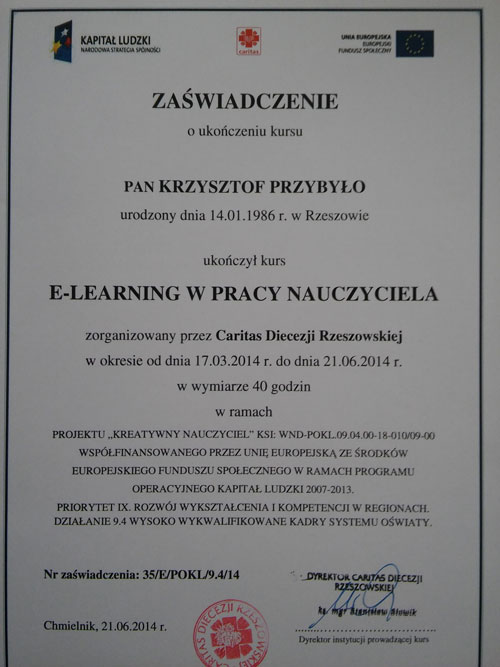 KAPITAŁ LUDZKI
NARODOWA STRATEGIA SPÓJNOŚCI
caritas
UNIA EUROPEJSKA
EUROPEJSKI
FUNDUSZ SPOŁECZNY
ZAŚWIADCZENIE
o ukończeniu kursu
PAN KRZYSZTOF PRZYBYŁO
urodzony dnia 14.01.1986 r. w Rzeszowie
ukończył kurs
E-LEARNING W PRACY NAUCZYCIELA
zorganizowany przez Caritas Diecezji Rzeszowskiej
w okresie od dnia 17.03.2014 r. do dnia 21.06.2014 r.
w wymiarze 40 godzin
w ramach
PROJEKTU „KREATYWNY NAUCZYCIEL” KSI: WND-POKL.09.04.00-18-010/09-00
WSPÓŁFINANSOWANEGO PRZEZ UNIĘ EUROPEJSKĄ ZE ŚRODKÓW
EUROPEJSKIEGO FUNDUSZU SPOŁECZNEGO W RAMACH PROGRAMU
OPERACYJNEGO KAPITAŁ LUDZKI 2007-2013.
PRIORYTET IX. ROZWÓJ WYKSZTAŁCENIA I KOMPETENCJI W REGIONACH.
DZIAŁANIE 9.4 WYSOKO WYKWALIFIKOWANE KADRY SYSTEMU OŚWIATY.
Nr zaświadczenia: 35/E/POKL/9.4/14
DYREKTOR CARITAS DIECEZJI
RZESZOWSKIEJ
ks. mgr Stanisław Słowik
Chmielnik, 21.06.2014 r.
Dyrektor instytucji prowadzącej kurs
DIECEZJI RZESZOWSKIEJ